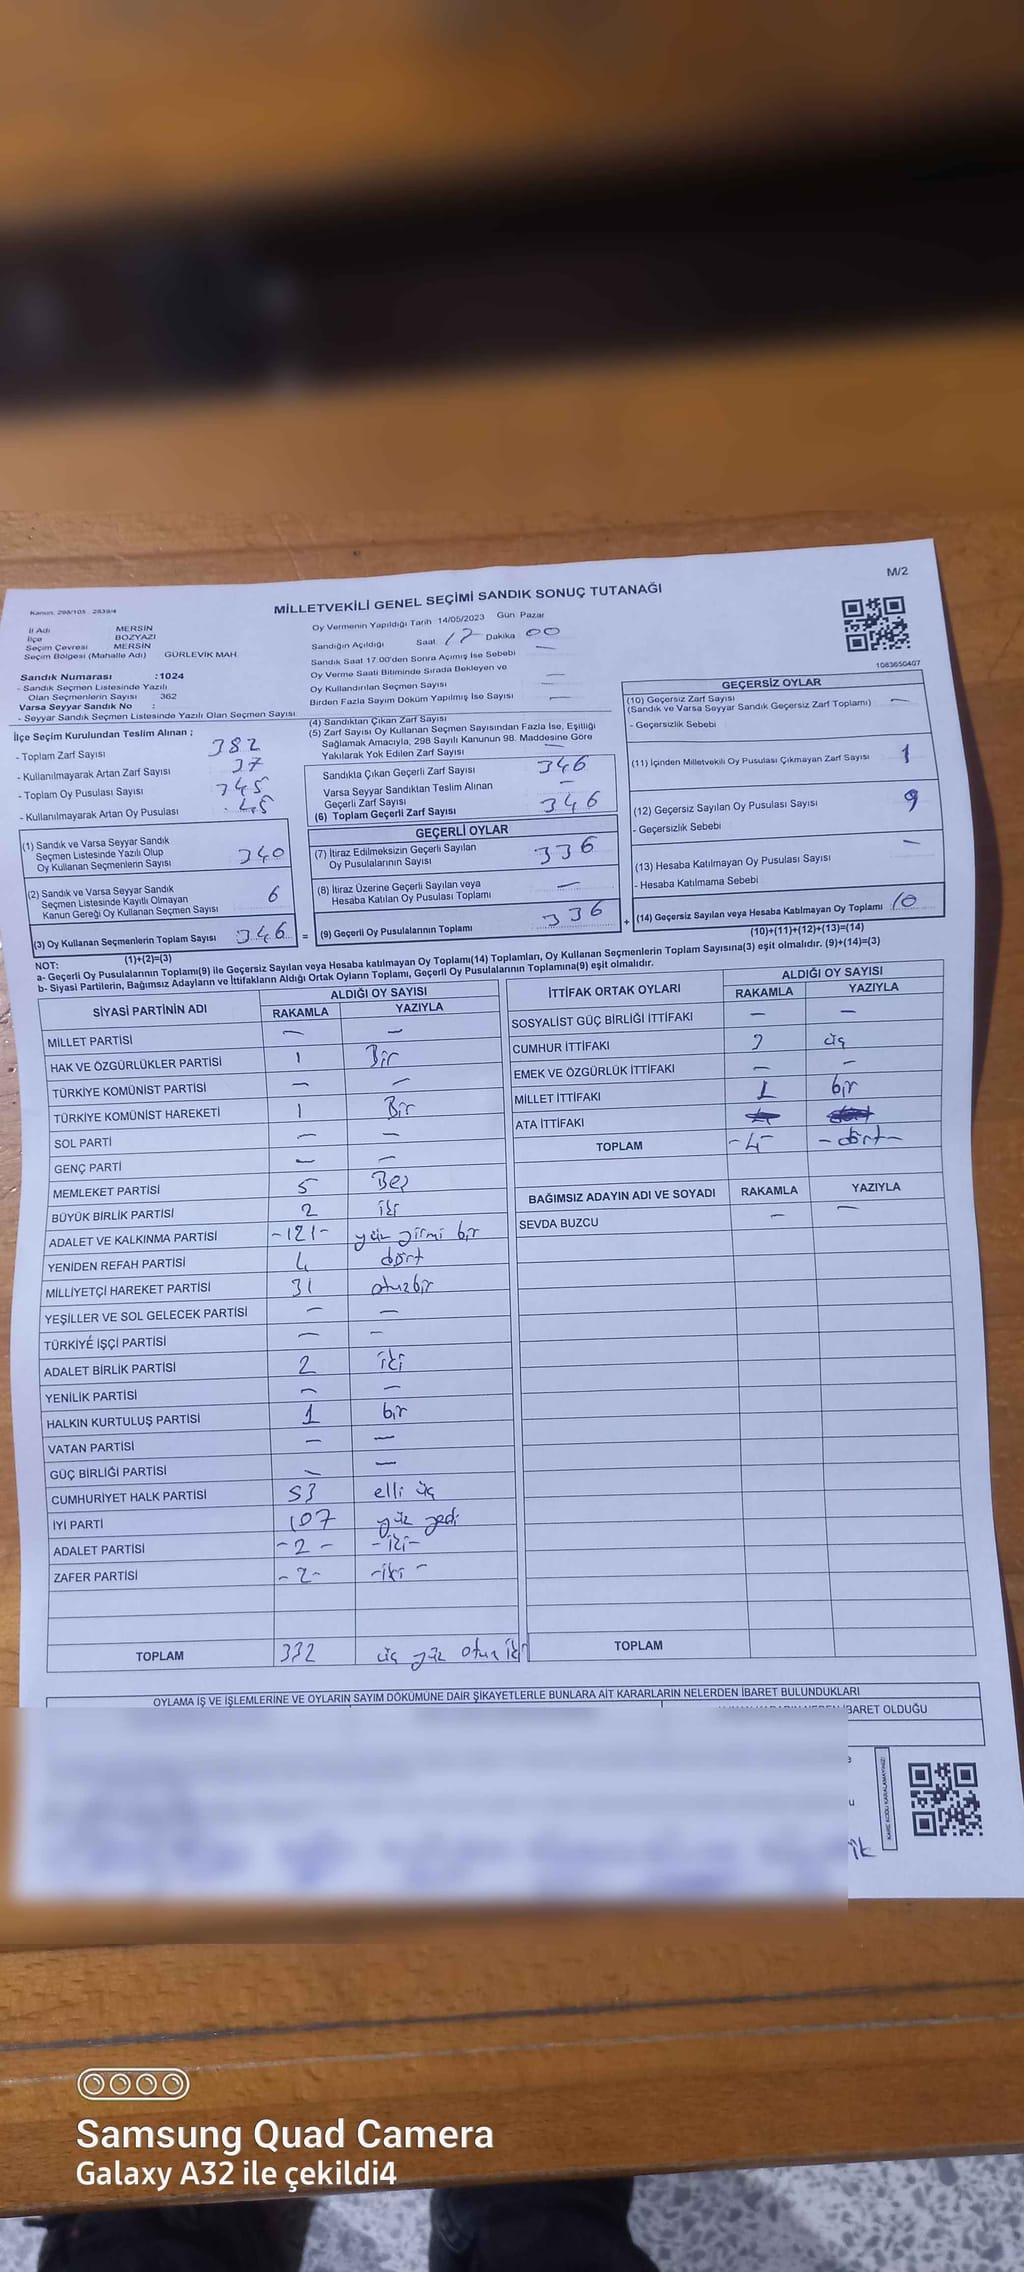 M/2
Kanun: 298/105 - 2839/4
MİLLETVEKİLİ GENEL SEÇİMİ SANDIK SONUÇ TUTANAĞI
İl Adı MERSİN
İlçe BOZYAZI
Seçim Çevresi MERSİN
Seçim Bölgesi (Mahalle Adı) GÜRLEVİK MAH.
Sandık Numarası :1024
- Sandık Seçmen Listesinde Yazılı
Olan Seçmenlerin Sayısı 362
Varsa Seyyar Sandık No :
- Seyyar Sandık Seçmen Listesinde Yazılı Olan Seçmen Sayısı
Oy Vermenin Yapıldığı Tarih 14/05/2023 Gün Pazar
Sandığın Açıldığı Saat 17 Dakika 00
Sandık Saat 17.00'den Sonra Açımış İse Sebebi —
Oy Verme Saati Bitiminde Sırada Bekleyen ve
Oy Kullandırılan Seçmen Sayısı —
Birden Fazla Sayım Döküm Yapılmış İse Sayısı —
1083650407
İlçe Seçim Kurulundan Teslim Alınan ;
- Toplam Zarf Sayısı 382
- Kullanılmayarak Artan Zarf Sayısı 37
- Toplam Oy Pusulası Sayısı
- Kullanılmayarak Artan Oy Pusulası 45
(1) Sandık ve Varsa Seyyar Sandık
Seçmen Listesinde Yazılı Olup
Oy Kullanan Seçmenlerin Sayısı 340
(2) Sandık ve Varsa Seyyar Sandık
Seçmen Listesinde Kayıtlı Olmayan
Kanun Gereği Oy Kullanan Seçmen Sayısı 6
(3) Oy Kullanan Seçmenlerin Toplam Sayısı 346
(1)+(2)=(3)
(4) Sandıktan Çıkan Zarf Sayısı
(5) Zarf Sayısı Oy Kullanan Seçmen Sayısından Fazla İse, Eşitliği
Sağlamak Amacıyla, 298 Sayılı Kanunun 98. Maddesine Göre
Yakılarak Yok Edilen Zarf Sayısı —
Sandıkla Çıkan Geçerli Zarf Sayısı 346
Varsa Seyyar Sandıktan Teslim Alınan
Geçerli Zarf Sayısı —
(6) Toplam Geçerli Zarf Sayısı 346
GEÇERLİ OYLAR
(7) İtiraz Edilmeksizin Geçerli Sayılan
Oy Pusulalarının Sayısı 336
(8) İtiraz Üzerine Geçerli Sayılan veya
Hesaba Katılan Oy Pusulası Toplamı —
= (9) Geçerli Oy Pusulalarının Toplamı 336
GEÇERSİZ OYLAR
(10) Geçersiz Zarf Sayısı —
(Sandık ve Varsa Seyyar Sandık Geçersiz Zarf Toplamı)
- Geçersizlik Sebebi
(11) İçinden Milletvekili Oy Pusulası Çıkmayan Zarf Sayısı 1
(12) Geçersiz Sayılan Oy Pusulası Sayısı 9
- Geçersizlik Sebebi
(13) Hesaba Katılmayan Oy Pusulası Sayısı —
- Hesaba Katılmama Sebebi
+ (14) Geçersiz Sayılan veya Hesaba Katılmayan Oy Toplamı 10
(10)+(11)+(12)+(13)=(14)
NOT:
a- Geçerli Oy Pusulalarının Toplamı(9) ile Geçersiz Sayılan veya Hesaba katılmayan Oy Toplamı(14) Toplamları, Oy Kullanan Seçmenlerin Toplam Sayısına(3) eşit olmalıdır. (9)+(14)=(3)
b- Siyasi Partilerin, Bağımsız Adayların ve İttifakların Aldığı Ortak Oyların Toplamı, Geçerli Oy Pusulalarının Toplamına(9) eşit olmalıdır.
SİYASİ PARTİNİN ADI ALDIĞI OY SAYISI
RAKAMLA YAZIYLA
MİLLET PARTİSİ — —
HAK VE ÖZGÜRLÜKLER PARTİSİ 1 Bir
TÜRKİYE KOMÜNİST PARTİSİ — —
TÜRKİYE KOMÜNİST HAREKETİ 1 Bir
SOL PARTİ — —
GENÇ PARTİ — —
MEMLEKET PARTİSİ 5 Beş
BÜYÜK BİRLİK PARTİSİ 2 iki
ADALET VE KALKINMA PARTİSİ -121- yüz yirmi bir
YENİDEN REFAH PARTİSİ 4 dört
MİLLİYETÇİ HAREKET PARTİSİ 31 otuzbir
YEŞİLLER VE SOL GELECEK PARTİSİ — —
TÜRKİYE İŞÇİ PARTİSİ — —
ADALET BİRLİK PARTİSİ 2 iki
YENİLİK PARTİSİ — —
HALKIN KURTULUŞ PARTİSİ 1 bir
VATAN PARTİSİ — —
GÜÇ BİRLİĞİ PARTİSİ — —
CUMHURİYET HALK PARTİSİ 53 elli üç
İYİ PARTİ 107 yüz yedi
ADALET PARTİSİ -2- -iki-
ZAFER PARTİSİ -2- -iki-
TOPLAM 332 üç yüz otuz iki
İTTİFAK ORTAK OYLARI ALDIĞI OY SAYISI
RAKAMLA YAZIYLA
SOSYALİST GÜÇ BİRLİĞİ İTTİFAKI — —
CUMHUR İTTİFAKI 3 üç
EMEK VE ÖZGÜRLÜK İTTİFAKI — —
MİLLET İTTİFAKI 1 bir
ATA İTTİFAKI
TOPLAM -4- -dört-
BAĞIMSIZ ADAYIN ADI VE SOYADI RAKAMLA YAZIYLA
SEVDA BUZCU — —
TOPLAM
OYLAMA İŞ VE İŞLEMLERİNE VE OYLARIN SAYIM DÖKÜMÜNE DAİR ŞİKAYETLERLE BUNLARA AİT KARARLARIN NELERDEN İBARET BULUNDUKLARI
İBARET OLDUĞU
KARE KODU KARALAMAYINIZ
Samsung Quad Camera
Galaxy A32 ile çekildi4